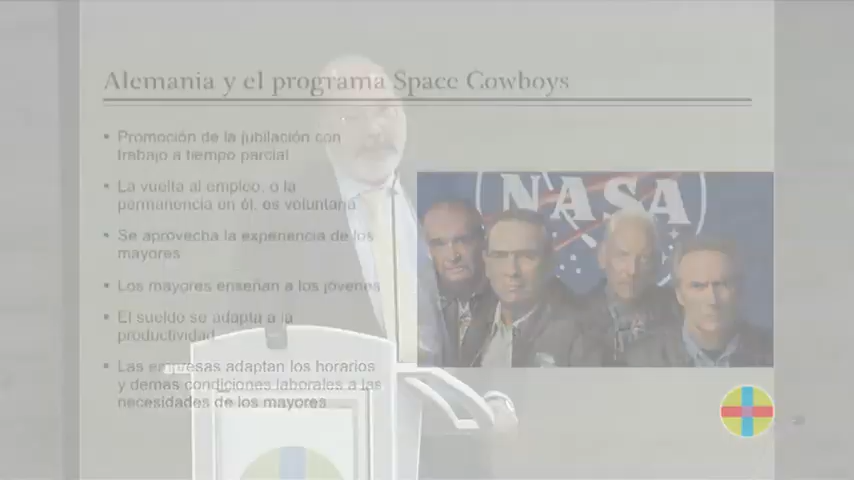 Alemania y el programa Space Cowboys
▪ Promoción de la jubilación con
trabajo a tiempo parcial
▪ La vuelta al empleo, o la
permanencia en él, es voluntaria
▪ Se aprovecha la experiencia de los
mayores
▪ Los mayores enseñan a los jóvenes
▪ El sueldo se adapta a la
productividad
▪ Las empresas adaptan los horarios
y demás condiciones laborales a las
necesidades de los mayores
NASA